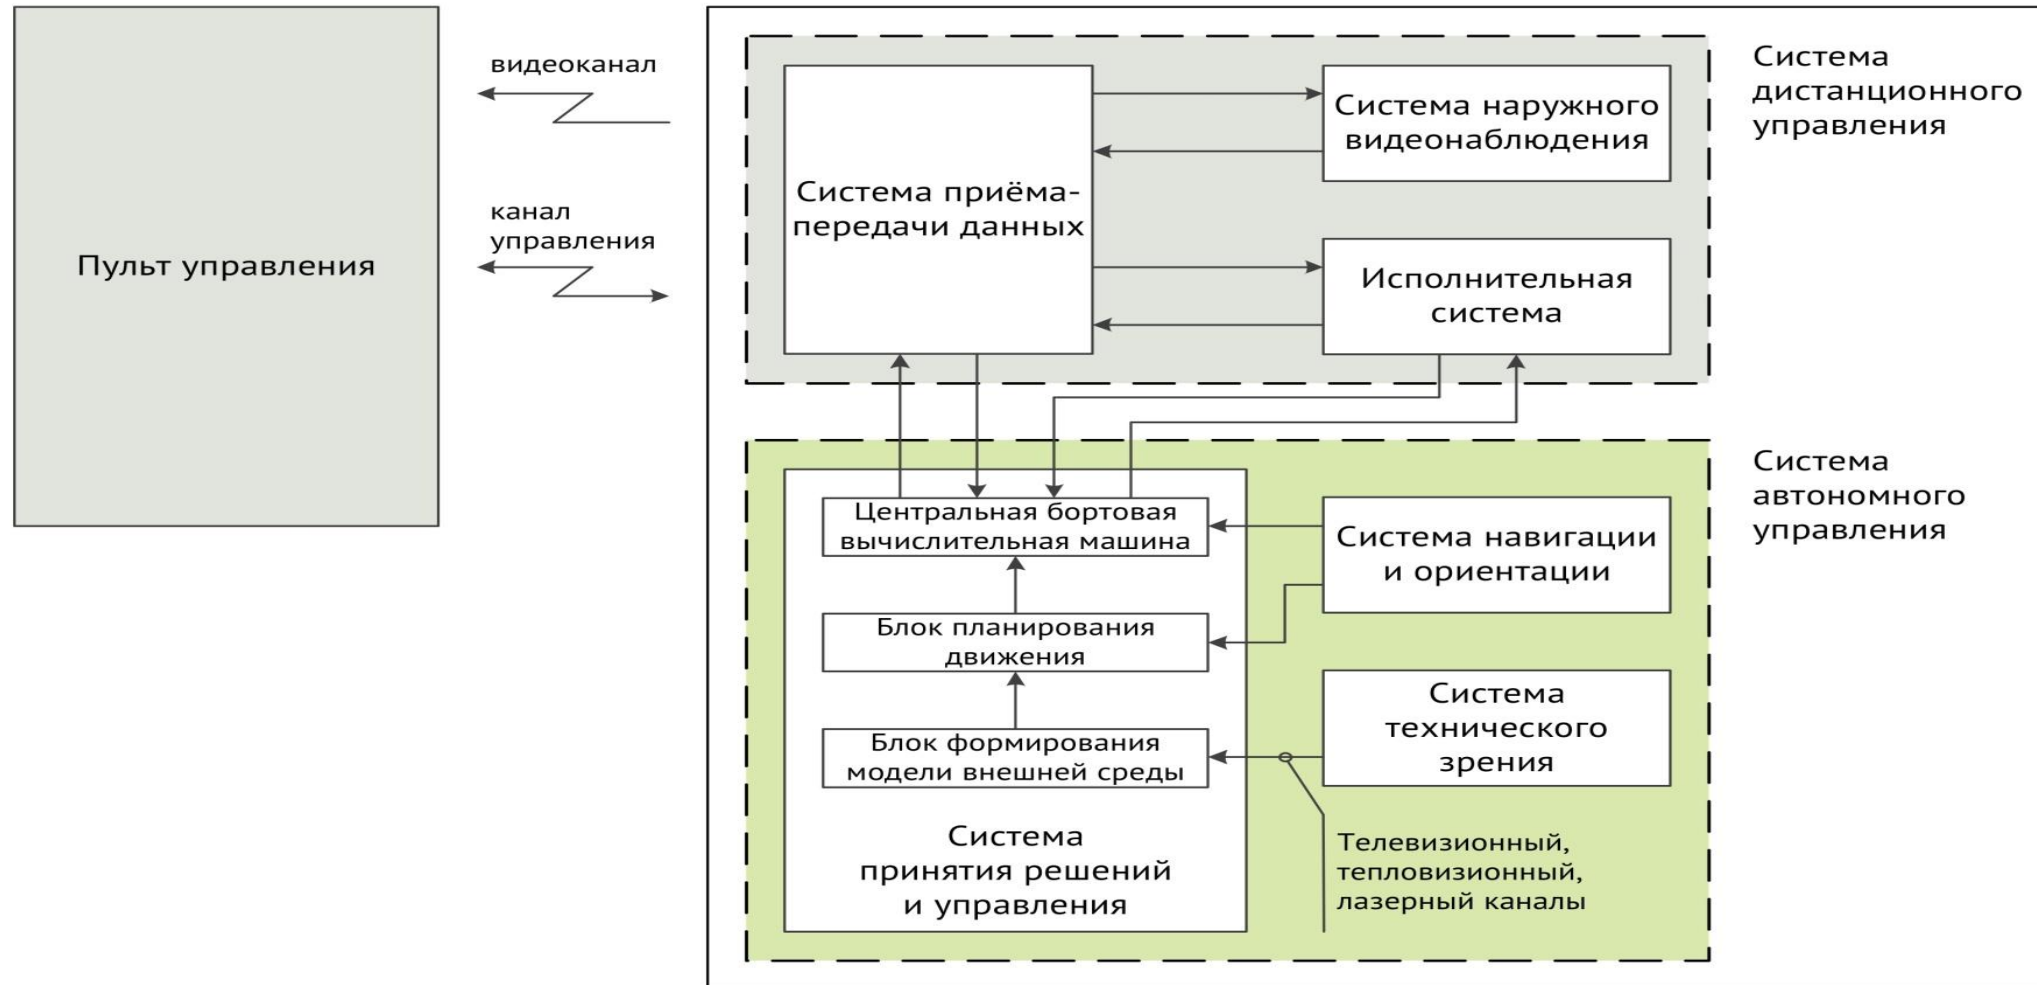 Пульт управления
видеоканал
канал
управления
Система приёма-
передачи данных
Система наружного
видеонаблюдения
Исполнительная
система
Система
дистанционного
управления
Центральная бортовая
вычислительная машина
Блок планирования
движения
Блок формирования
модели внешней среды
Система
принятия решений
и управления
Система навигации
и ориентации
Система
технического
зрения
Телевизионный,
тепловизионный,
лазерный каналы
Система
автономного
управления